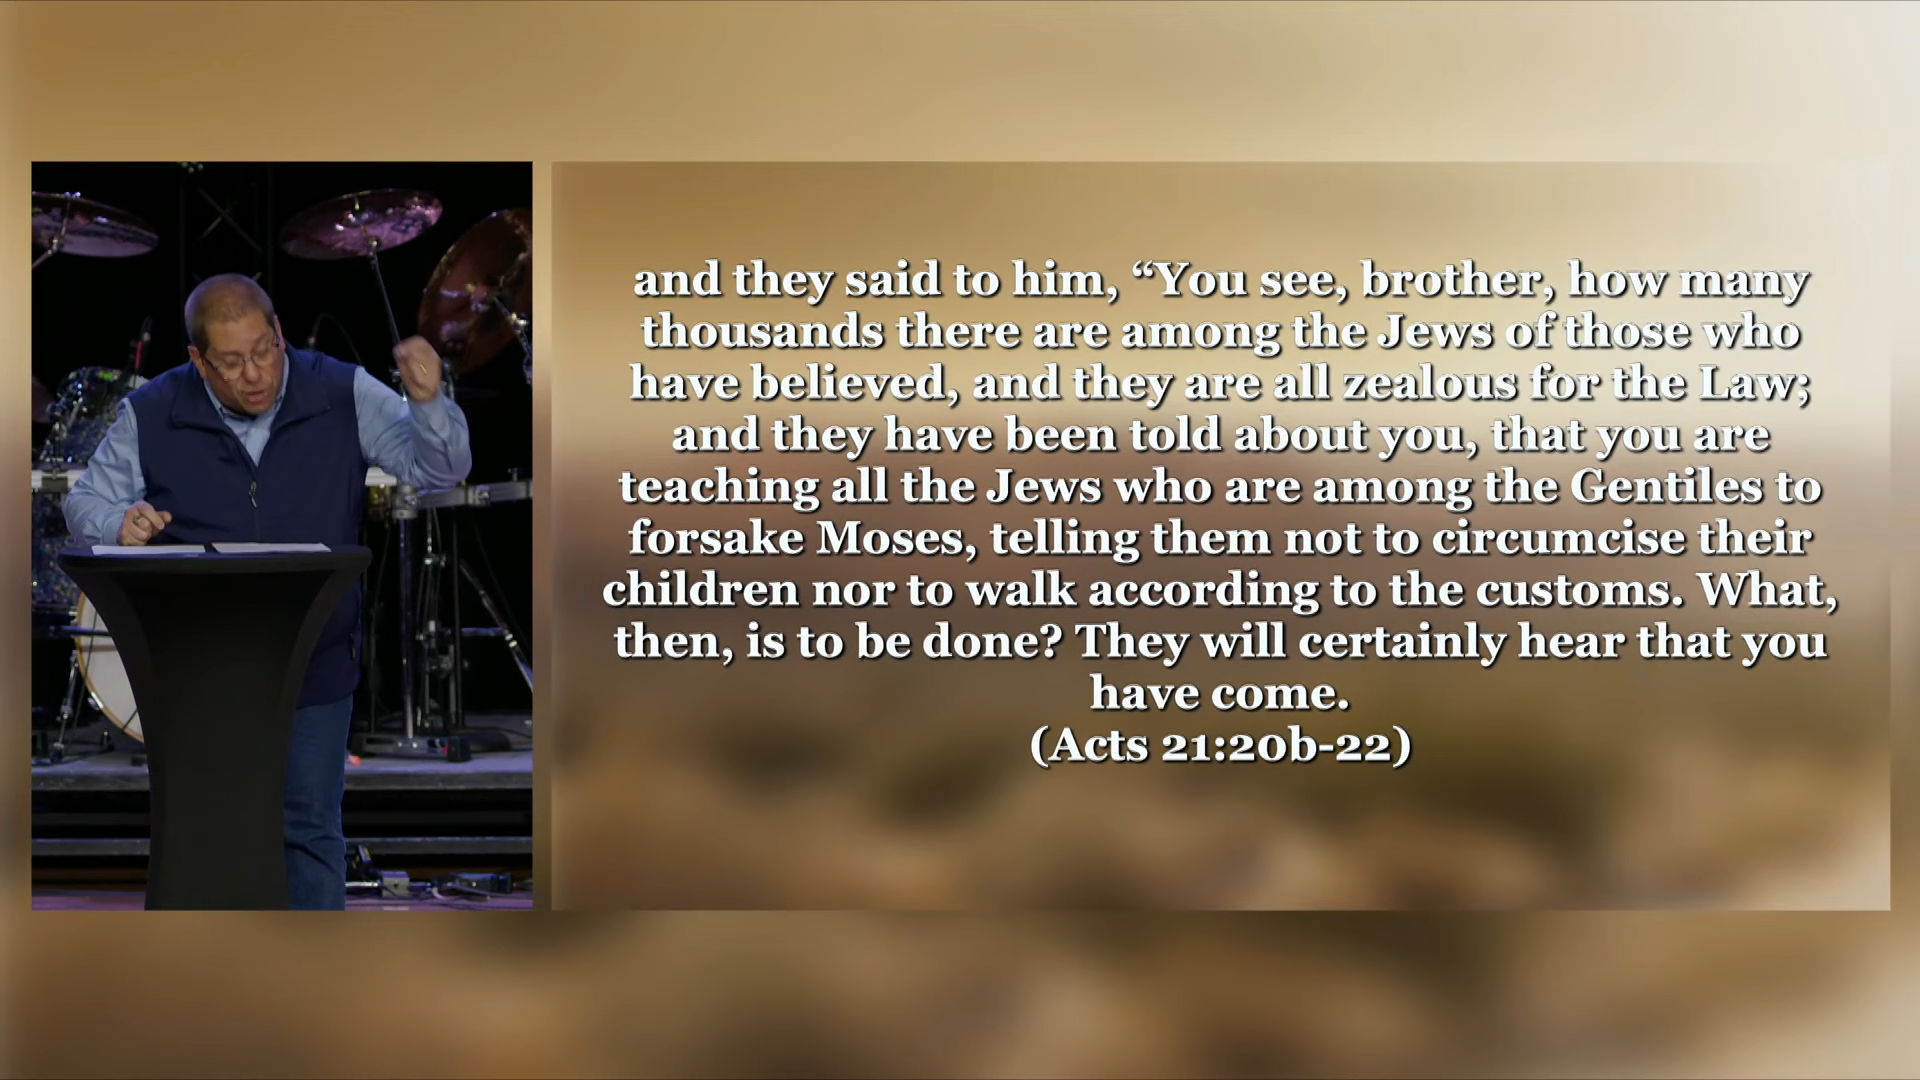 and they said to him, “You see, brother, how many
thousands there are among the Jews of those who
have believed, and they are all zealous for the Law;
and they have been told about you, that you are
teaching all the Jews who are among the Gentiles to
forsake Moses, telling them not to circumcise their
children nor to walk according to the customs. What,
then, is to be done? They will certainly hear that you
have come.
(Acts 21:20b-22)